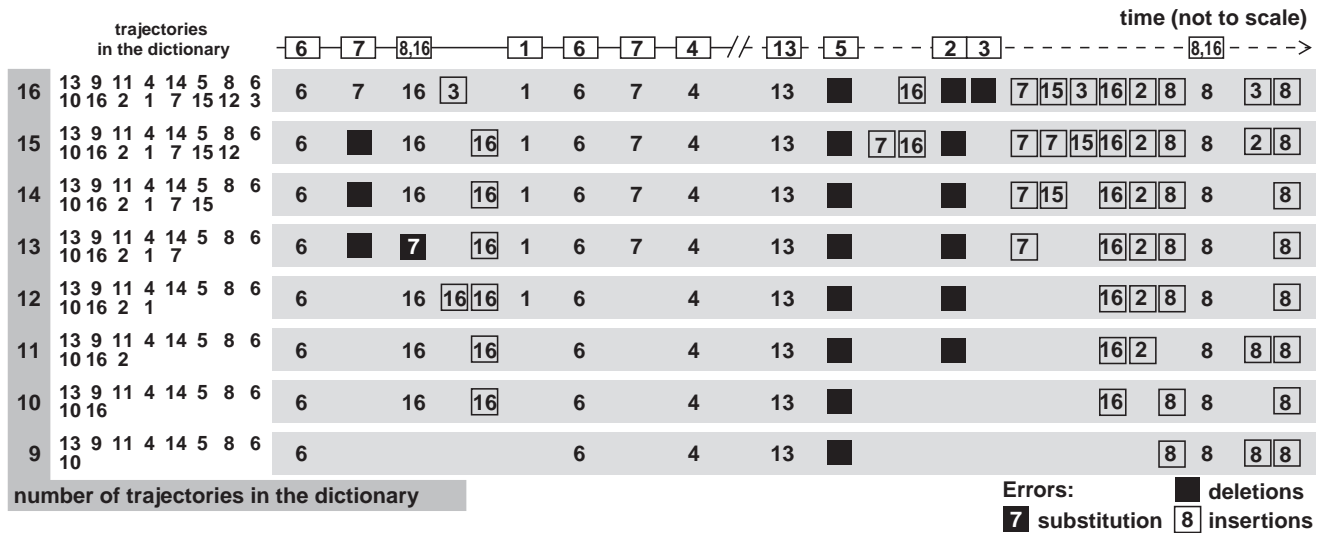 time (not to scale)
trajectories
in the dictionary
6 7 8,16 1 6 7 4 13 5 2 3 8,16
16 13 9 11 4 14 5 8 6
10 16 2 1 7 15 12 3
6 7 16 3 1 6 7 4 13 16 7 15 3 16 2 8 8 3 8
15 13 9 11 4 14 5 8 6
10 16 2 1 7 15 12
6 16 16 1 6 7 4 13 7 16 7 7 15 16 2 8 8 2 8
14 13 9 11 4 14 5 8 6
10 16 2 1 7 15
6 16 16 1 6 7 4 13 7 15 16 2 8 8 8
13 13 9 11 4 14 5 8 6
10 16 2 1 7
6 7 16 1 6 7 4 13 7 16 2 8 8 8
12 13 9 11 4 14 5 8 6
10 16 2 1
6 16 16 16 1 6 4 13 16 2 8 8 8
11 13 9 11 4 14 5 8 6
10 16 2
6 16 16 6 4 13 16 2 8 8 8
10 13 9 11 4 14 5 8 6
10 16
6 16 16 6 4 13 16 8 8 8
9 13 9 11 4 14 5 8 6
10
6 6 4 13 8 8 8 8
number of trajectories in the dictionary
Errors: deletions
7 substitution 8 insertions